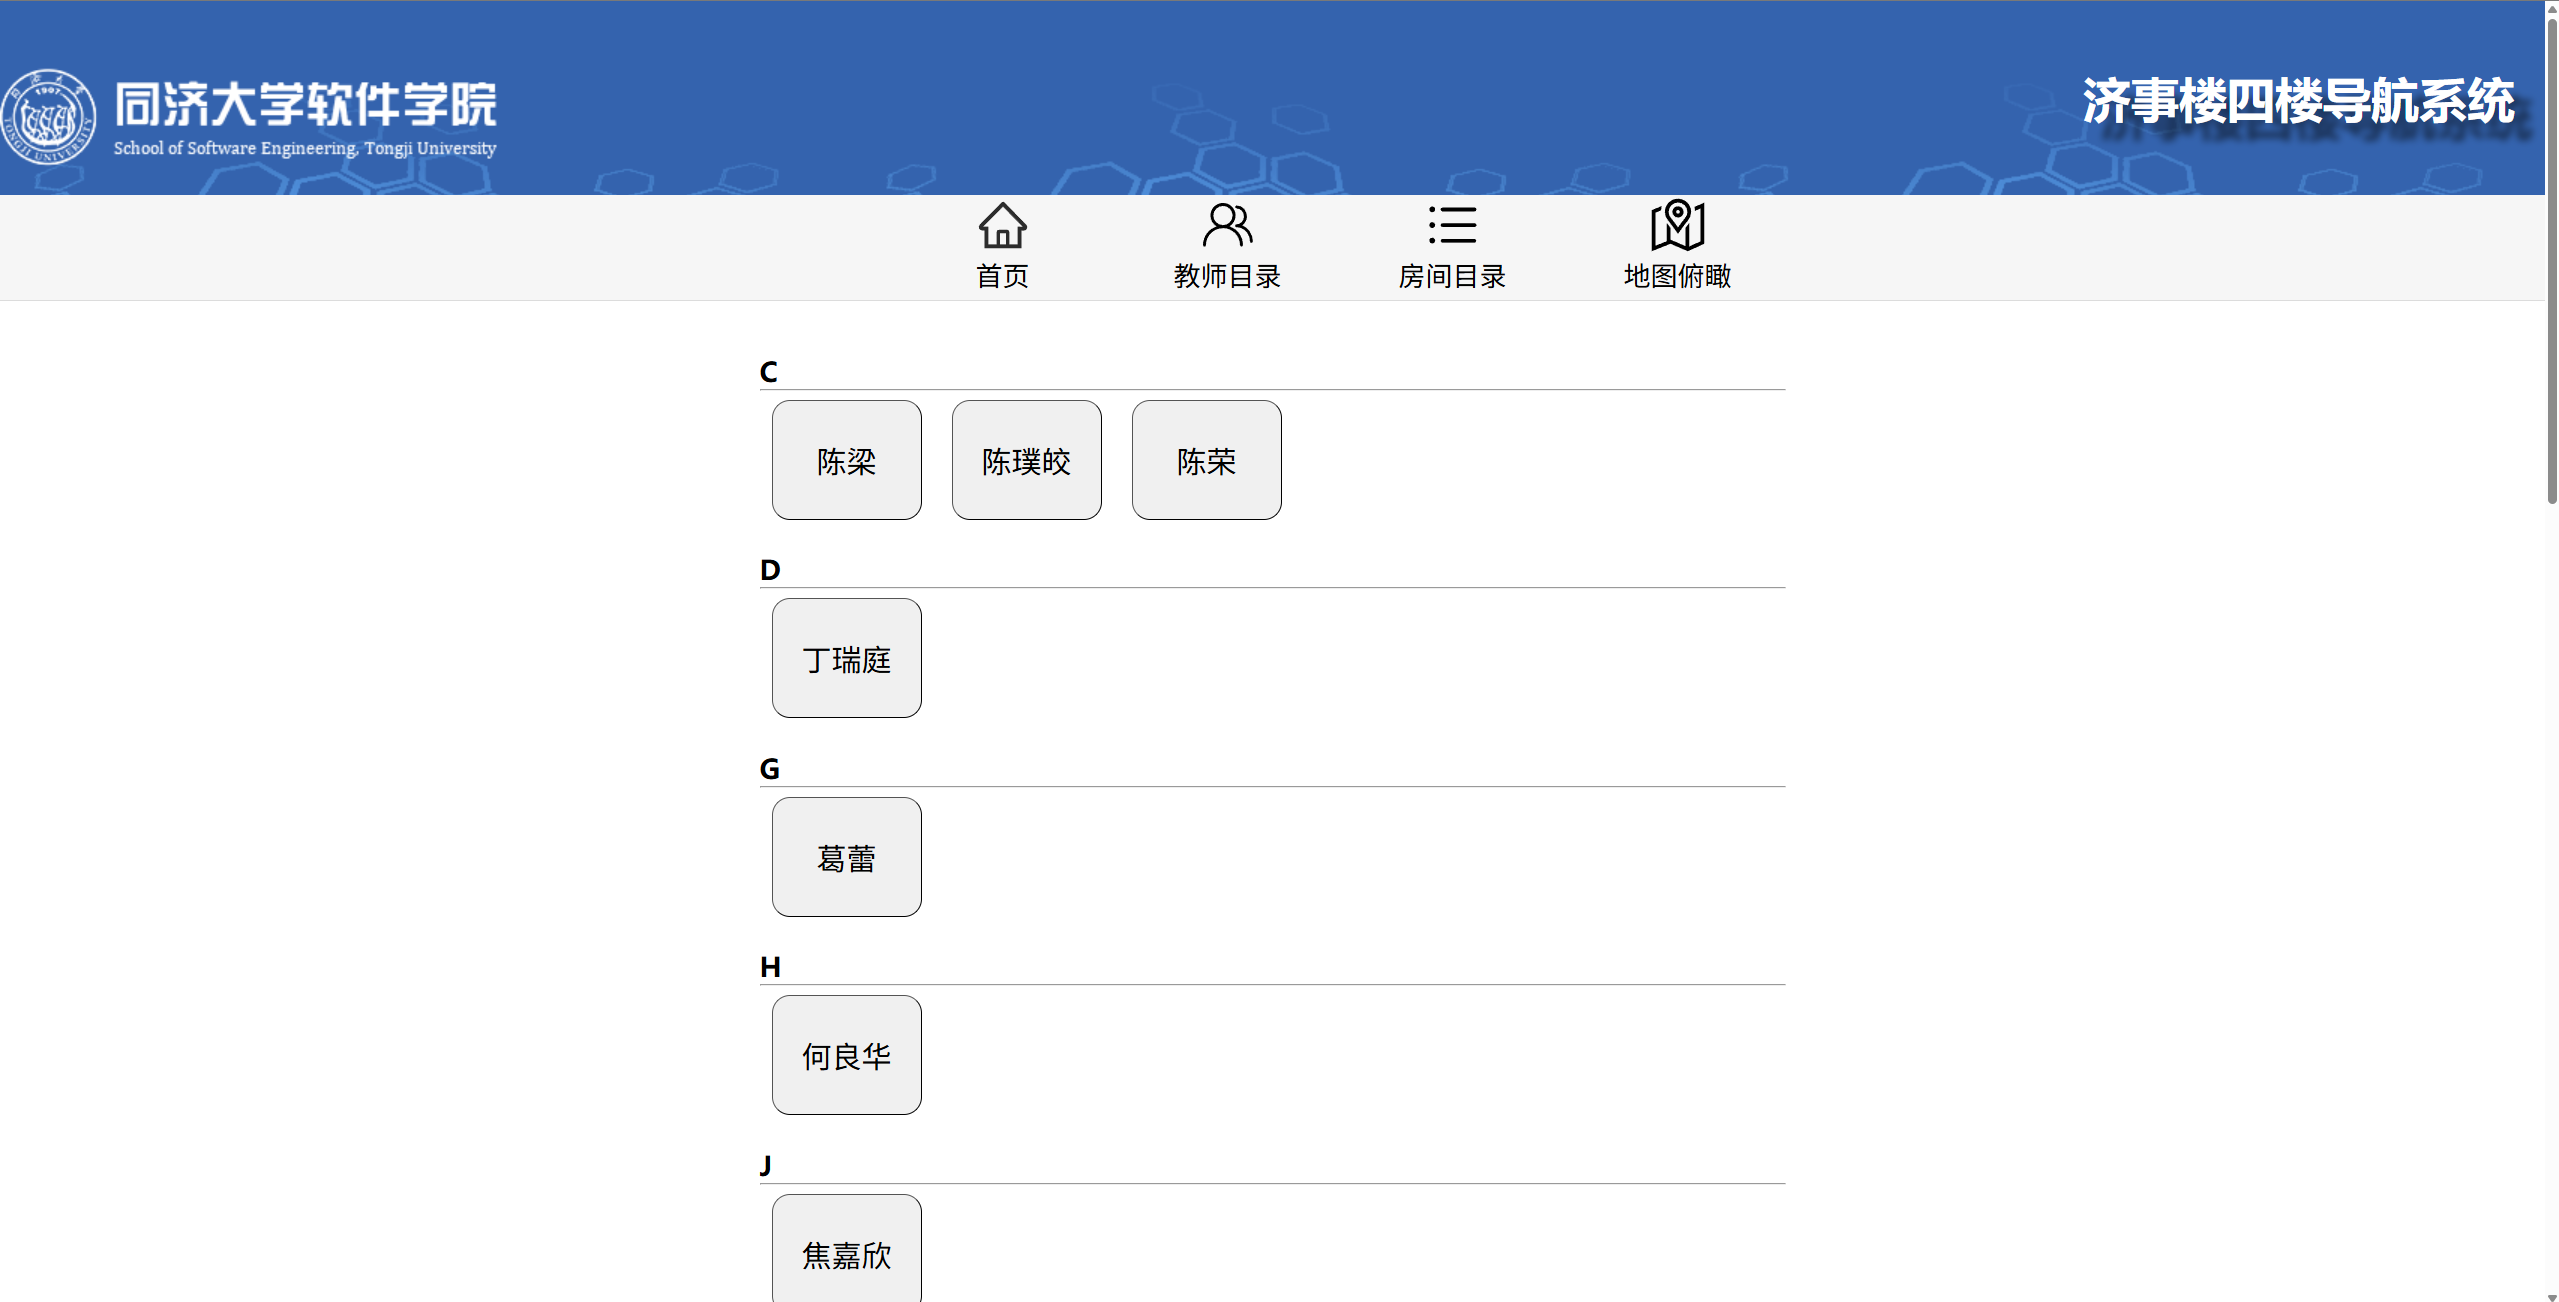 同济大学软件学院
School of Software Engineering, Tongji University
济事楼四楼导航系统
首页
教师目录
房间目录
地图俯瞰
C
陈梁
陈璞皎
陈荣
D
丁瑞庭
G
葛蕾
H
何良华
J
焦嘉欣